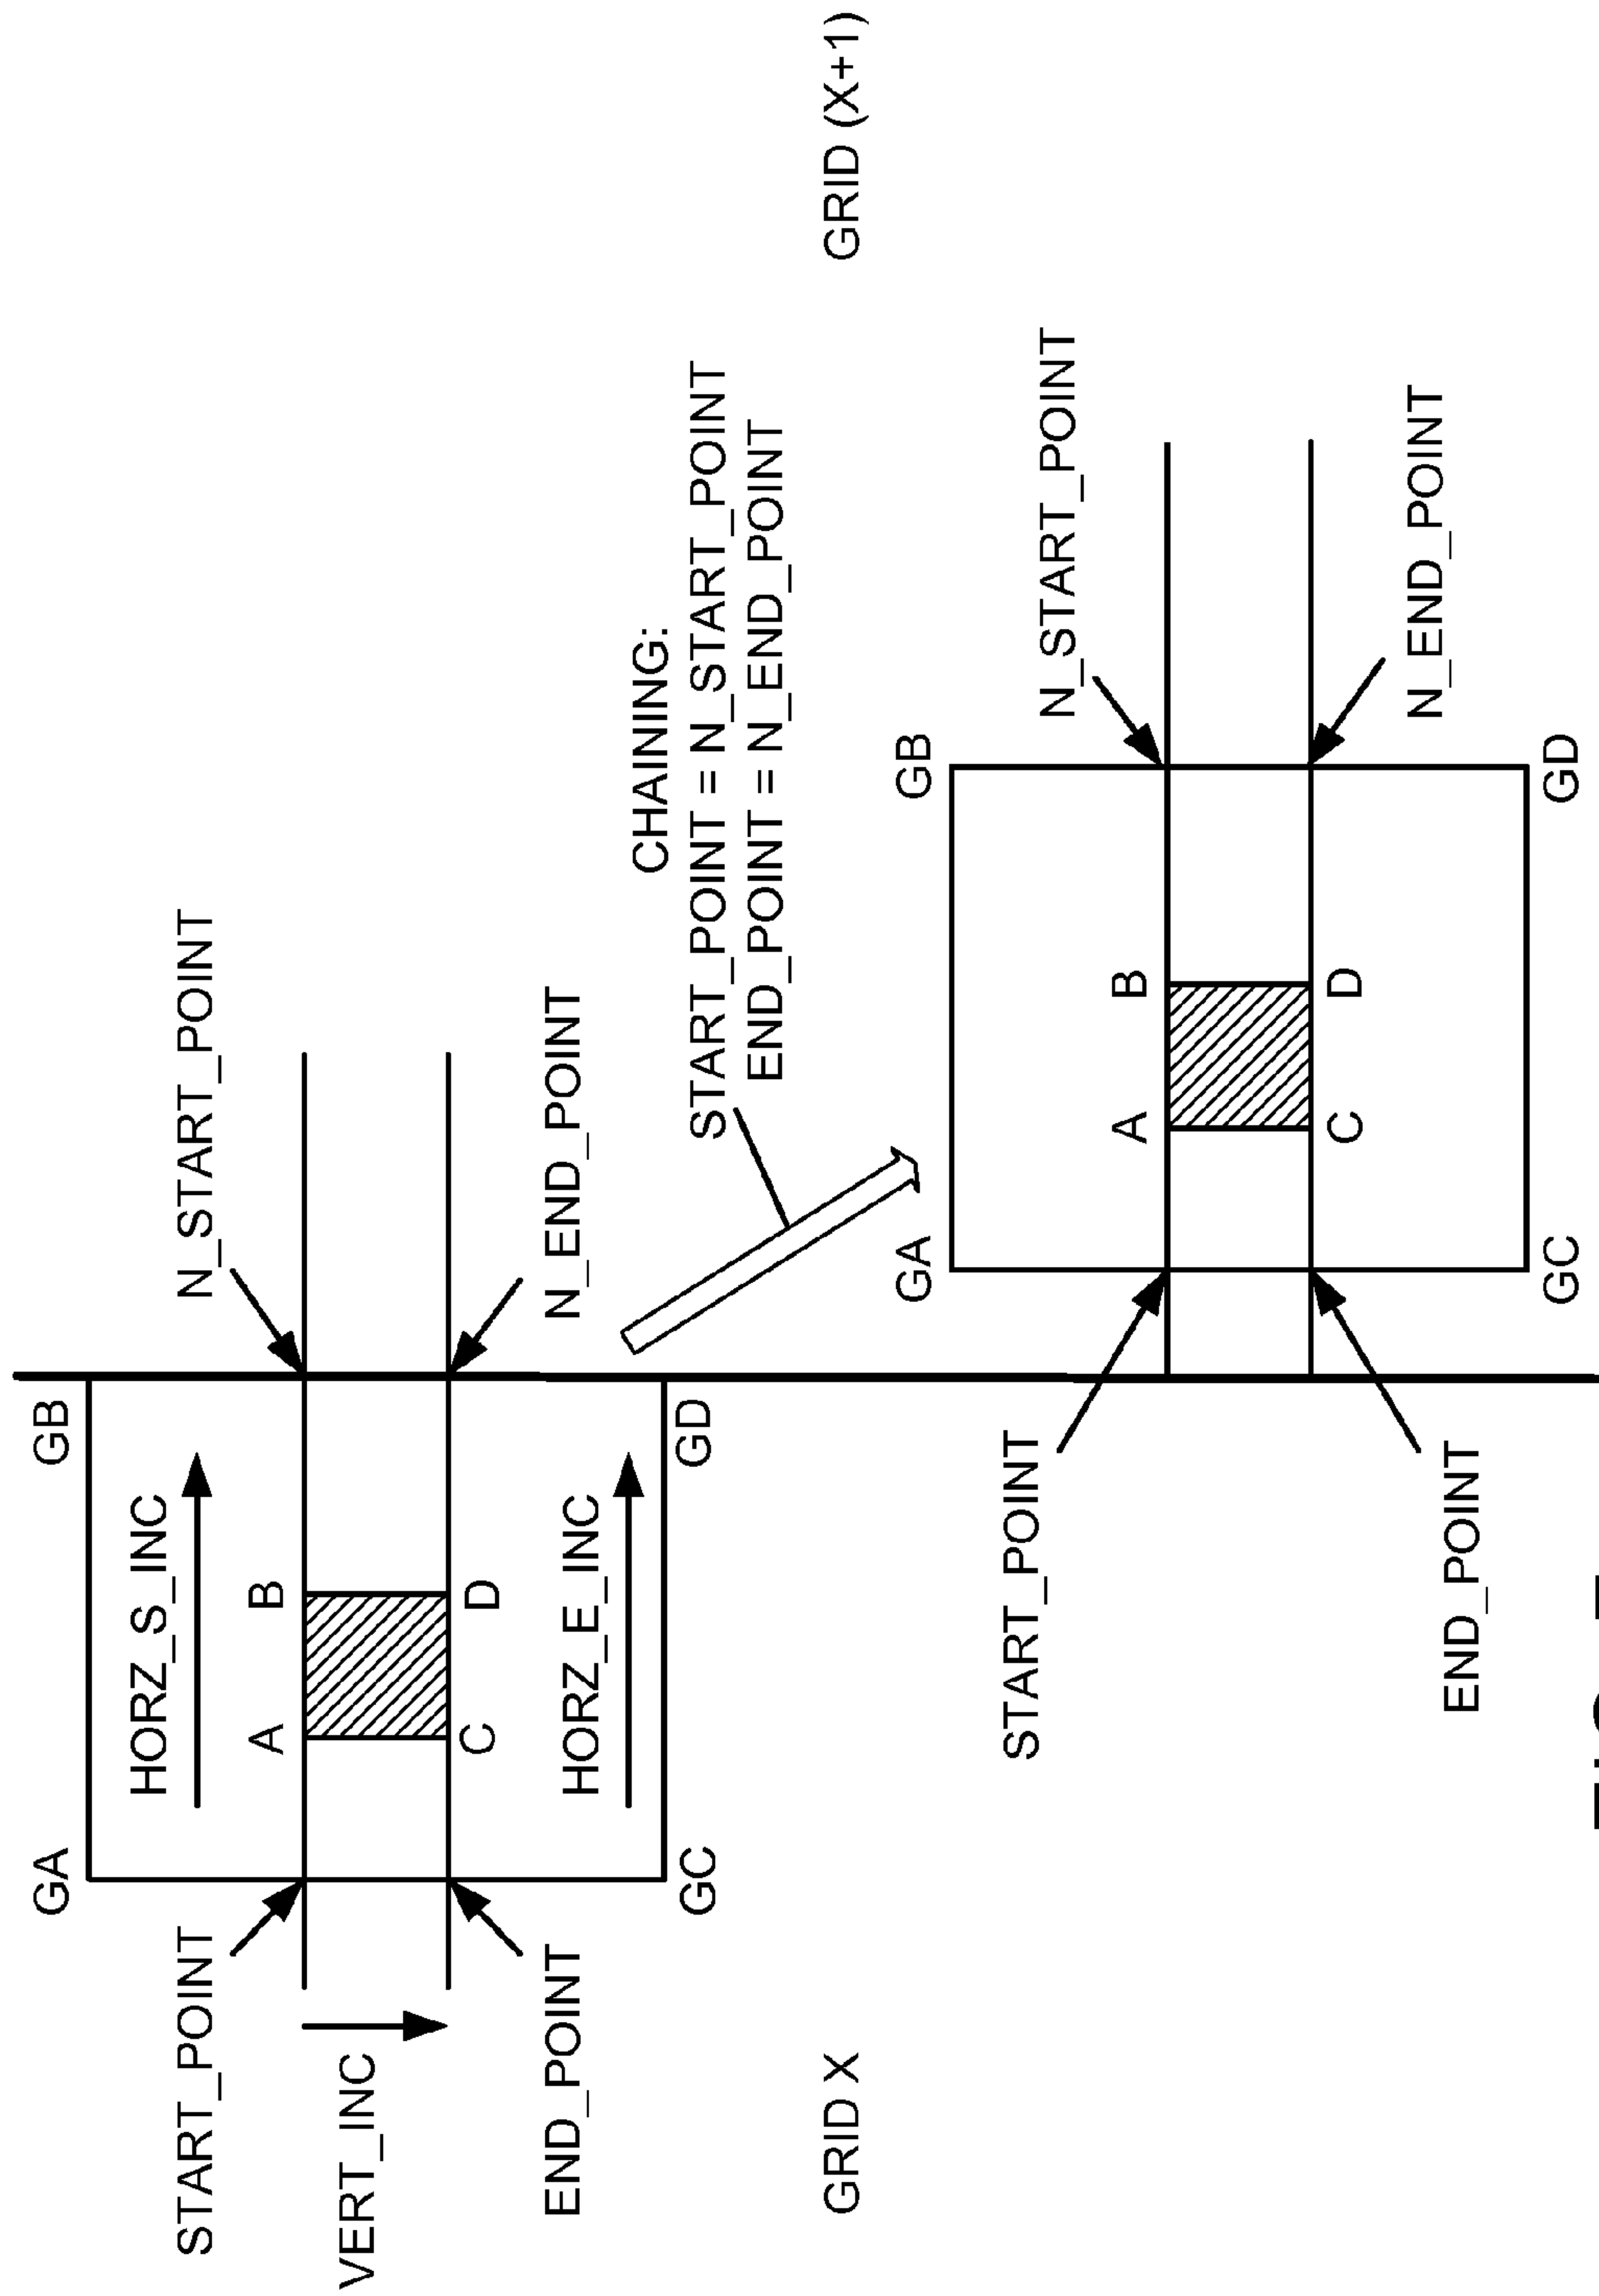 GA
GB
HORZ_S_INC
START_POINT
N_START_POINT
A
B
VERT_INC
C
D
END_POINT
HORZ_E_INC
N_END_POINT
GC
GD
CHAINING:
START_POINT = N_START_POINT
END_POINT = N_END_POINT
GRID X
GRID (X+1)
GA
GB
START_POINT
N_START_POINT
A
B
C
D
END_POINT
N_END_POINT
GC
GD